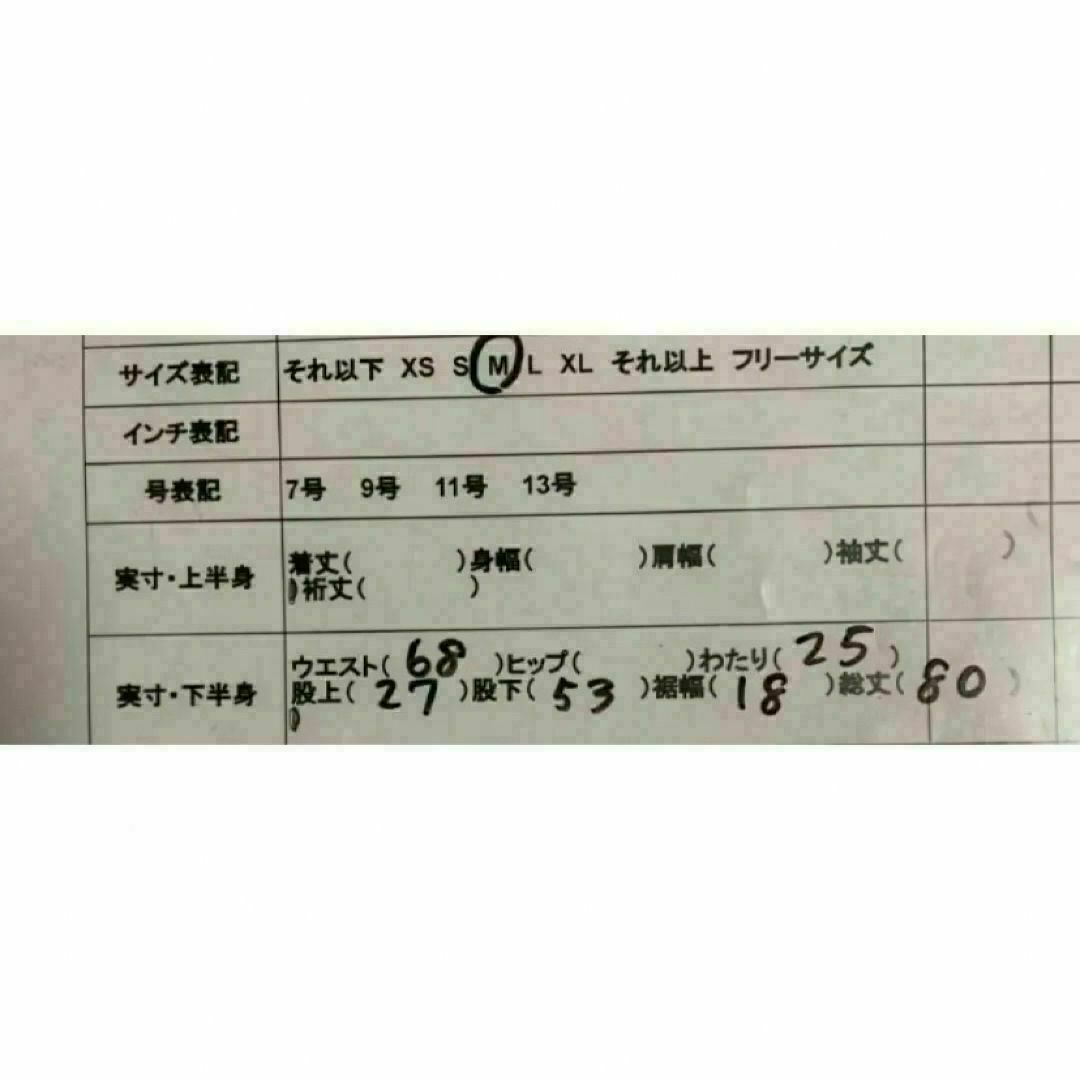 サイズ表記 それ以下 XS S M L XL それ以上 フリーサイズ
インチ表記
号表記 7号 9号 11号 13号
実寸・上半身 着丈( )身幅( )肩幅( )袖丈( )
)裄丈( )
実寸・下半身 ウエスト( 68 )ヒップ( )わたり( 25 )
股上( 27 )股下( 53 )裾幅( 18 )総丈( 80 )
)